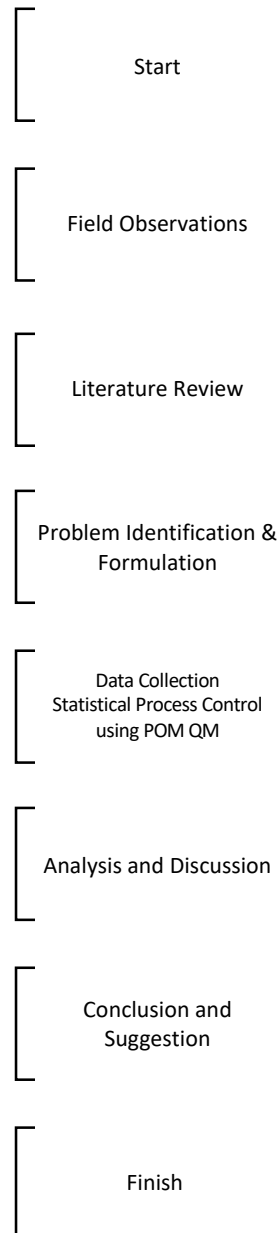 Start
Field Observations
Literature Review
Problem Identification &
Formulation
Data Collection
Statistical Process Control
using POM QM
Analysis and Discussion
Conclusion and
Suggestion
Finish